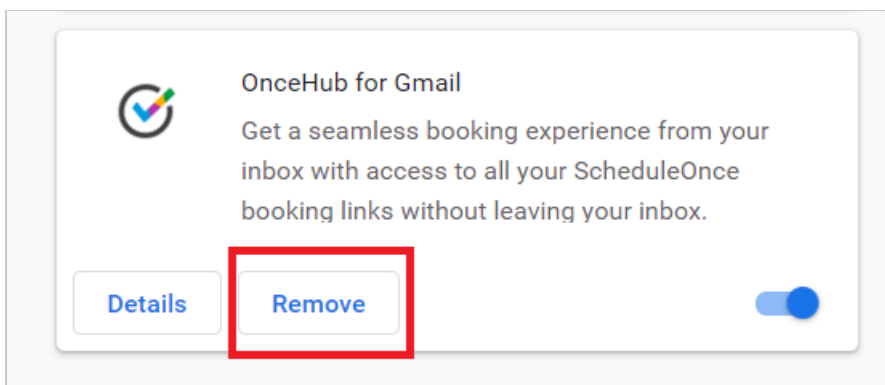 OnceHub for Gmail
Get a seamless booking experience from your
inbox with access to all your ScheduleOnce
booking links without leaving your inbox.
Details
Remove